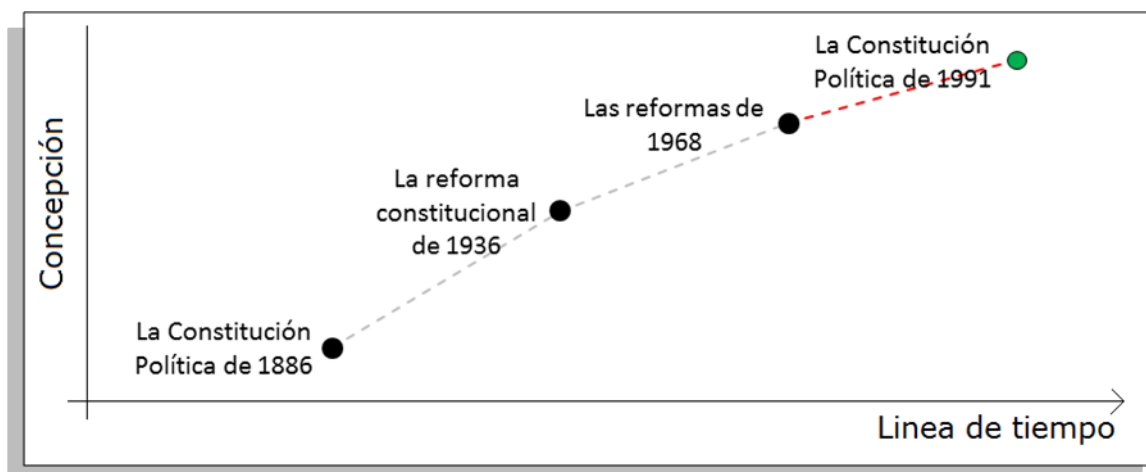 La Constitución
Política de 1991
Las reformas de
1968
La reforma
constitucional
de 1936
La Constitución
Política de 1886
Concepción
Linea de tiempo